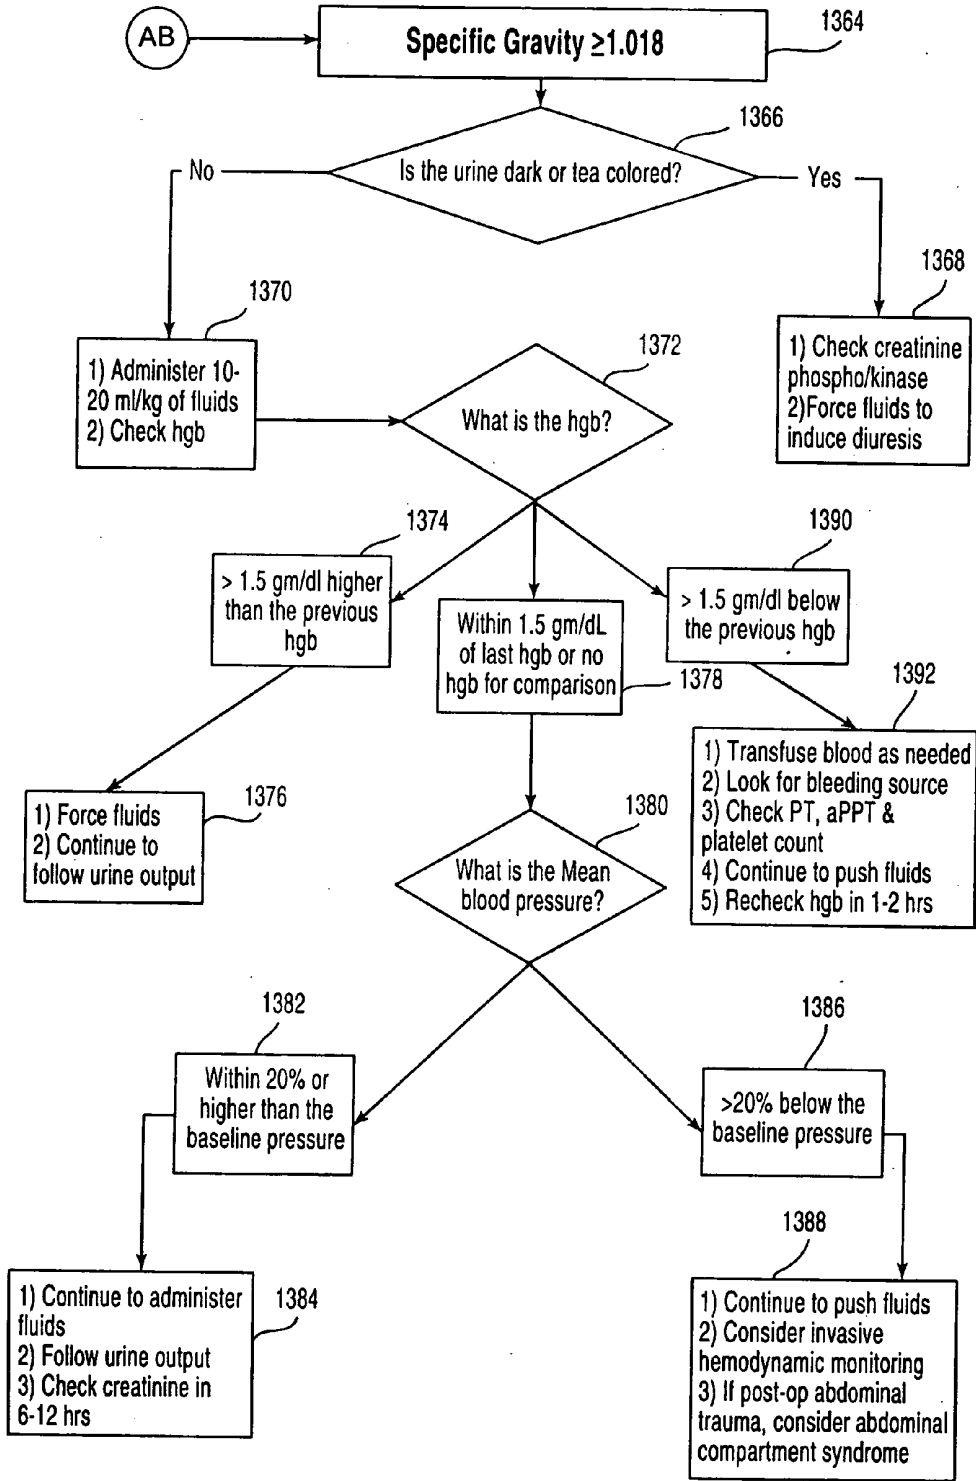 AB
Specific Gravity ≥1.018
1364
1366
Is the urine dark or tea colored?
No
Yes
1368
1) Check creatinine
phospho/kinase
2)Force fluids to
induce diuresis
1370
1) Administer 10-
20 ml/kg of fluids
2) Check hgb
1372
What is the hgb?
1374
> 1.5 gm/dl higher
than the previous
hgb
1390
> 1.5 gm/dl below
the previous hgb
Within 1.5 gm/dL
of last hgb or no
hgb for comparison
1378
1392
1) Transfuse blood as needed
2) Look for bleeding source
3) Check PT, aPPT &
platelet count
4) Continue to push fluids
5) Recheck hgb in 1-2 hrs
1) Force fluids
2) Continue to
follow urine output
1376
1380
What is the Mean
blood pressure?
1382
Within 20% or
higher than the
baseline pressure
1386
>20% below the
baseline pressure
1) Continue to administer
fluids
2) Follow urine output
3) Check creatinine in
6-12 hrs
1384
1388
1) Continue to push fluids
2) Consider invasive
hemodynamic monitoring
3) If post-op abdominal
trauma, consider abdominal
compartment syndrome